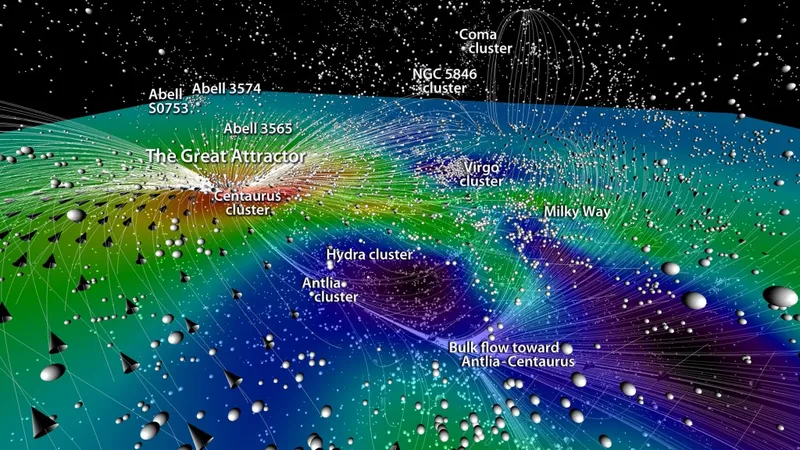 Coma
cluster
NGC 5846
cluster
Abell
S0753
Abell 3574
Abell 3565
The Great Attractor
Virgo
cluster
Centaurus
cluster
Milky Way
Hydra cluster
Antlia
cluster
Bulk flow toward
Antlia-Centaurus